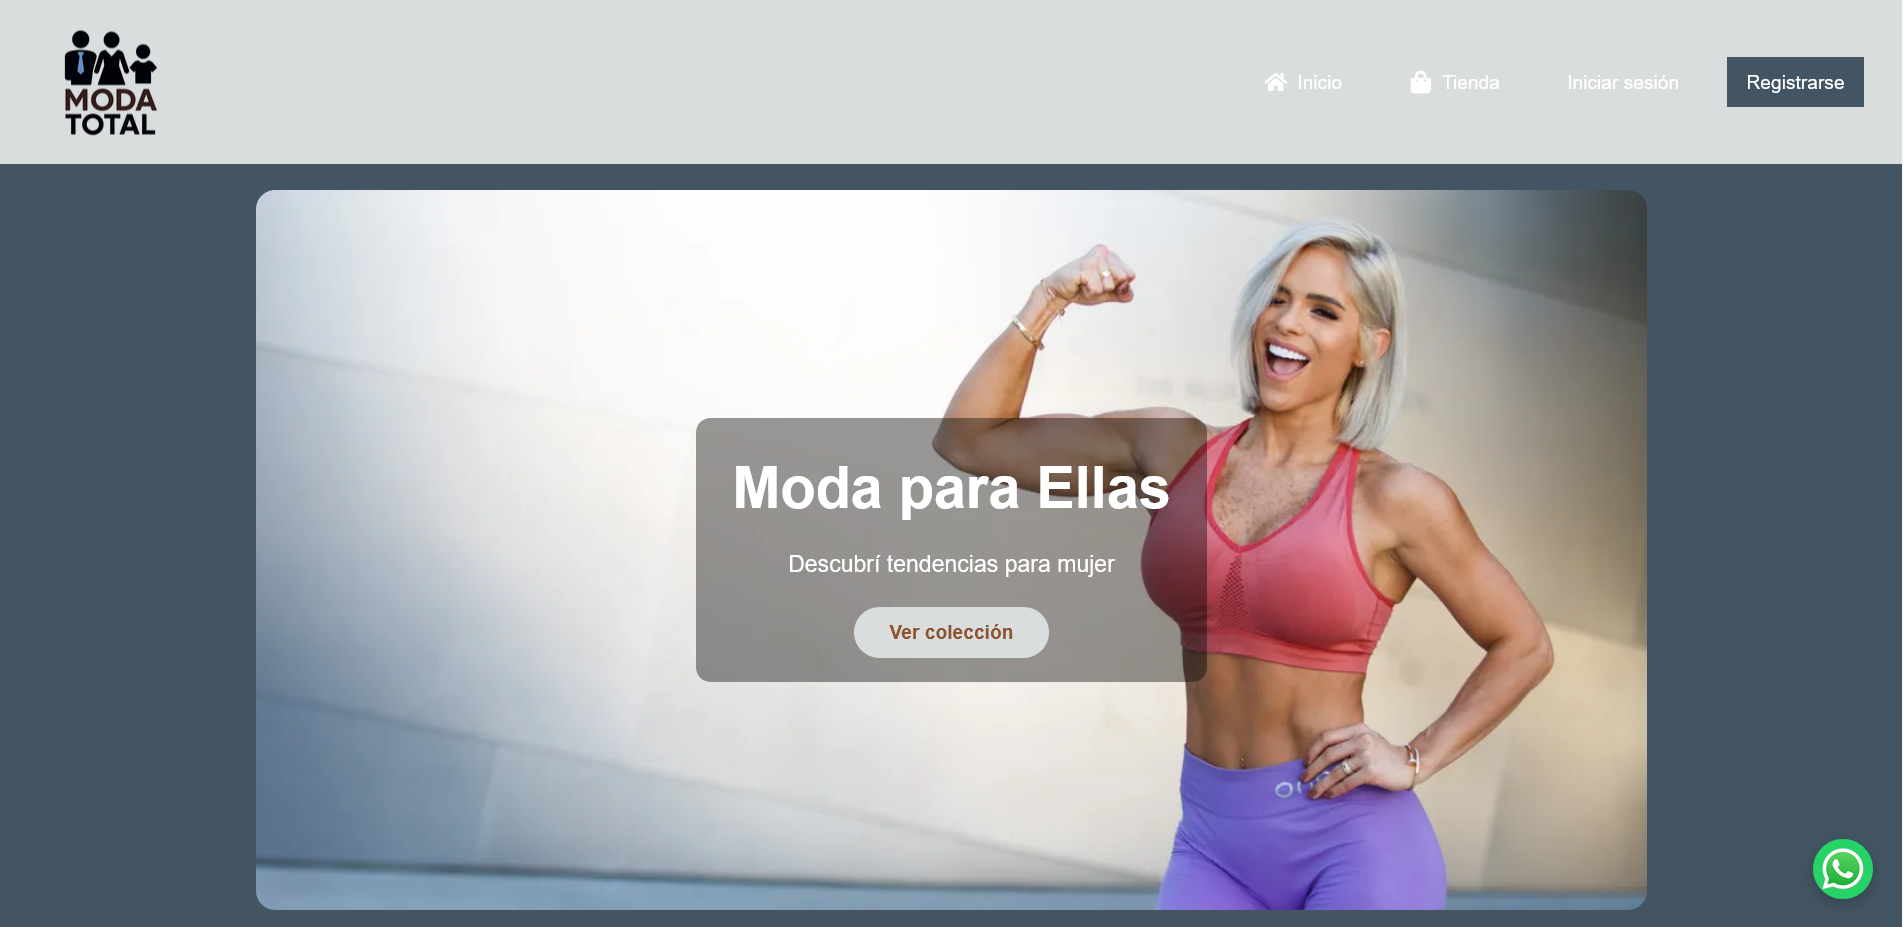 MODA
TOTAL
Inicio
Tienda
Iniciar sesión
Registrarse
Moda para Ellas
Descubrí tendencias para mujer
Ver colección